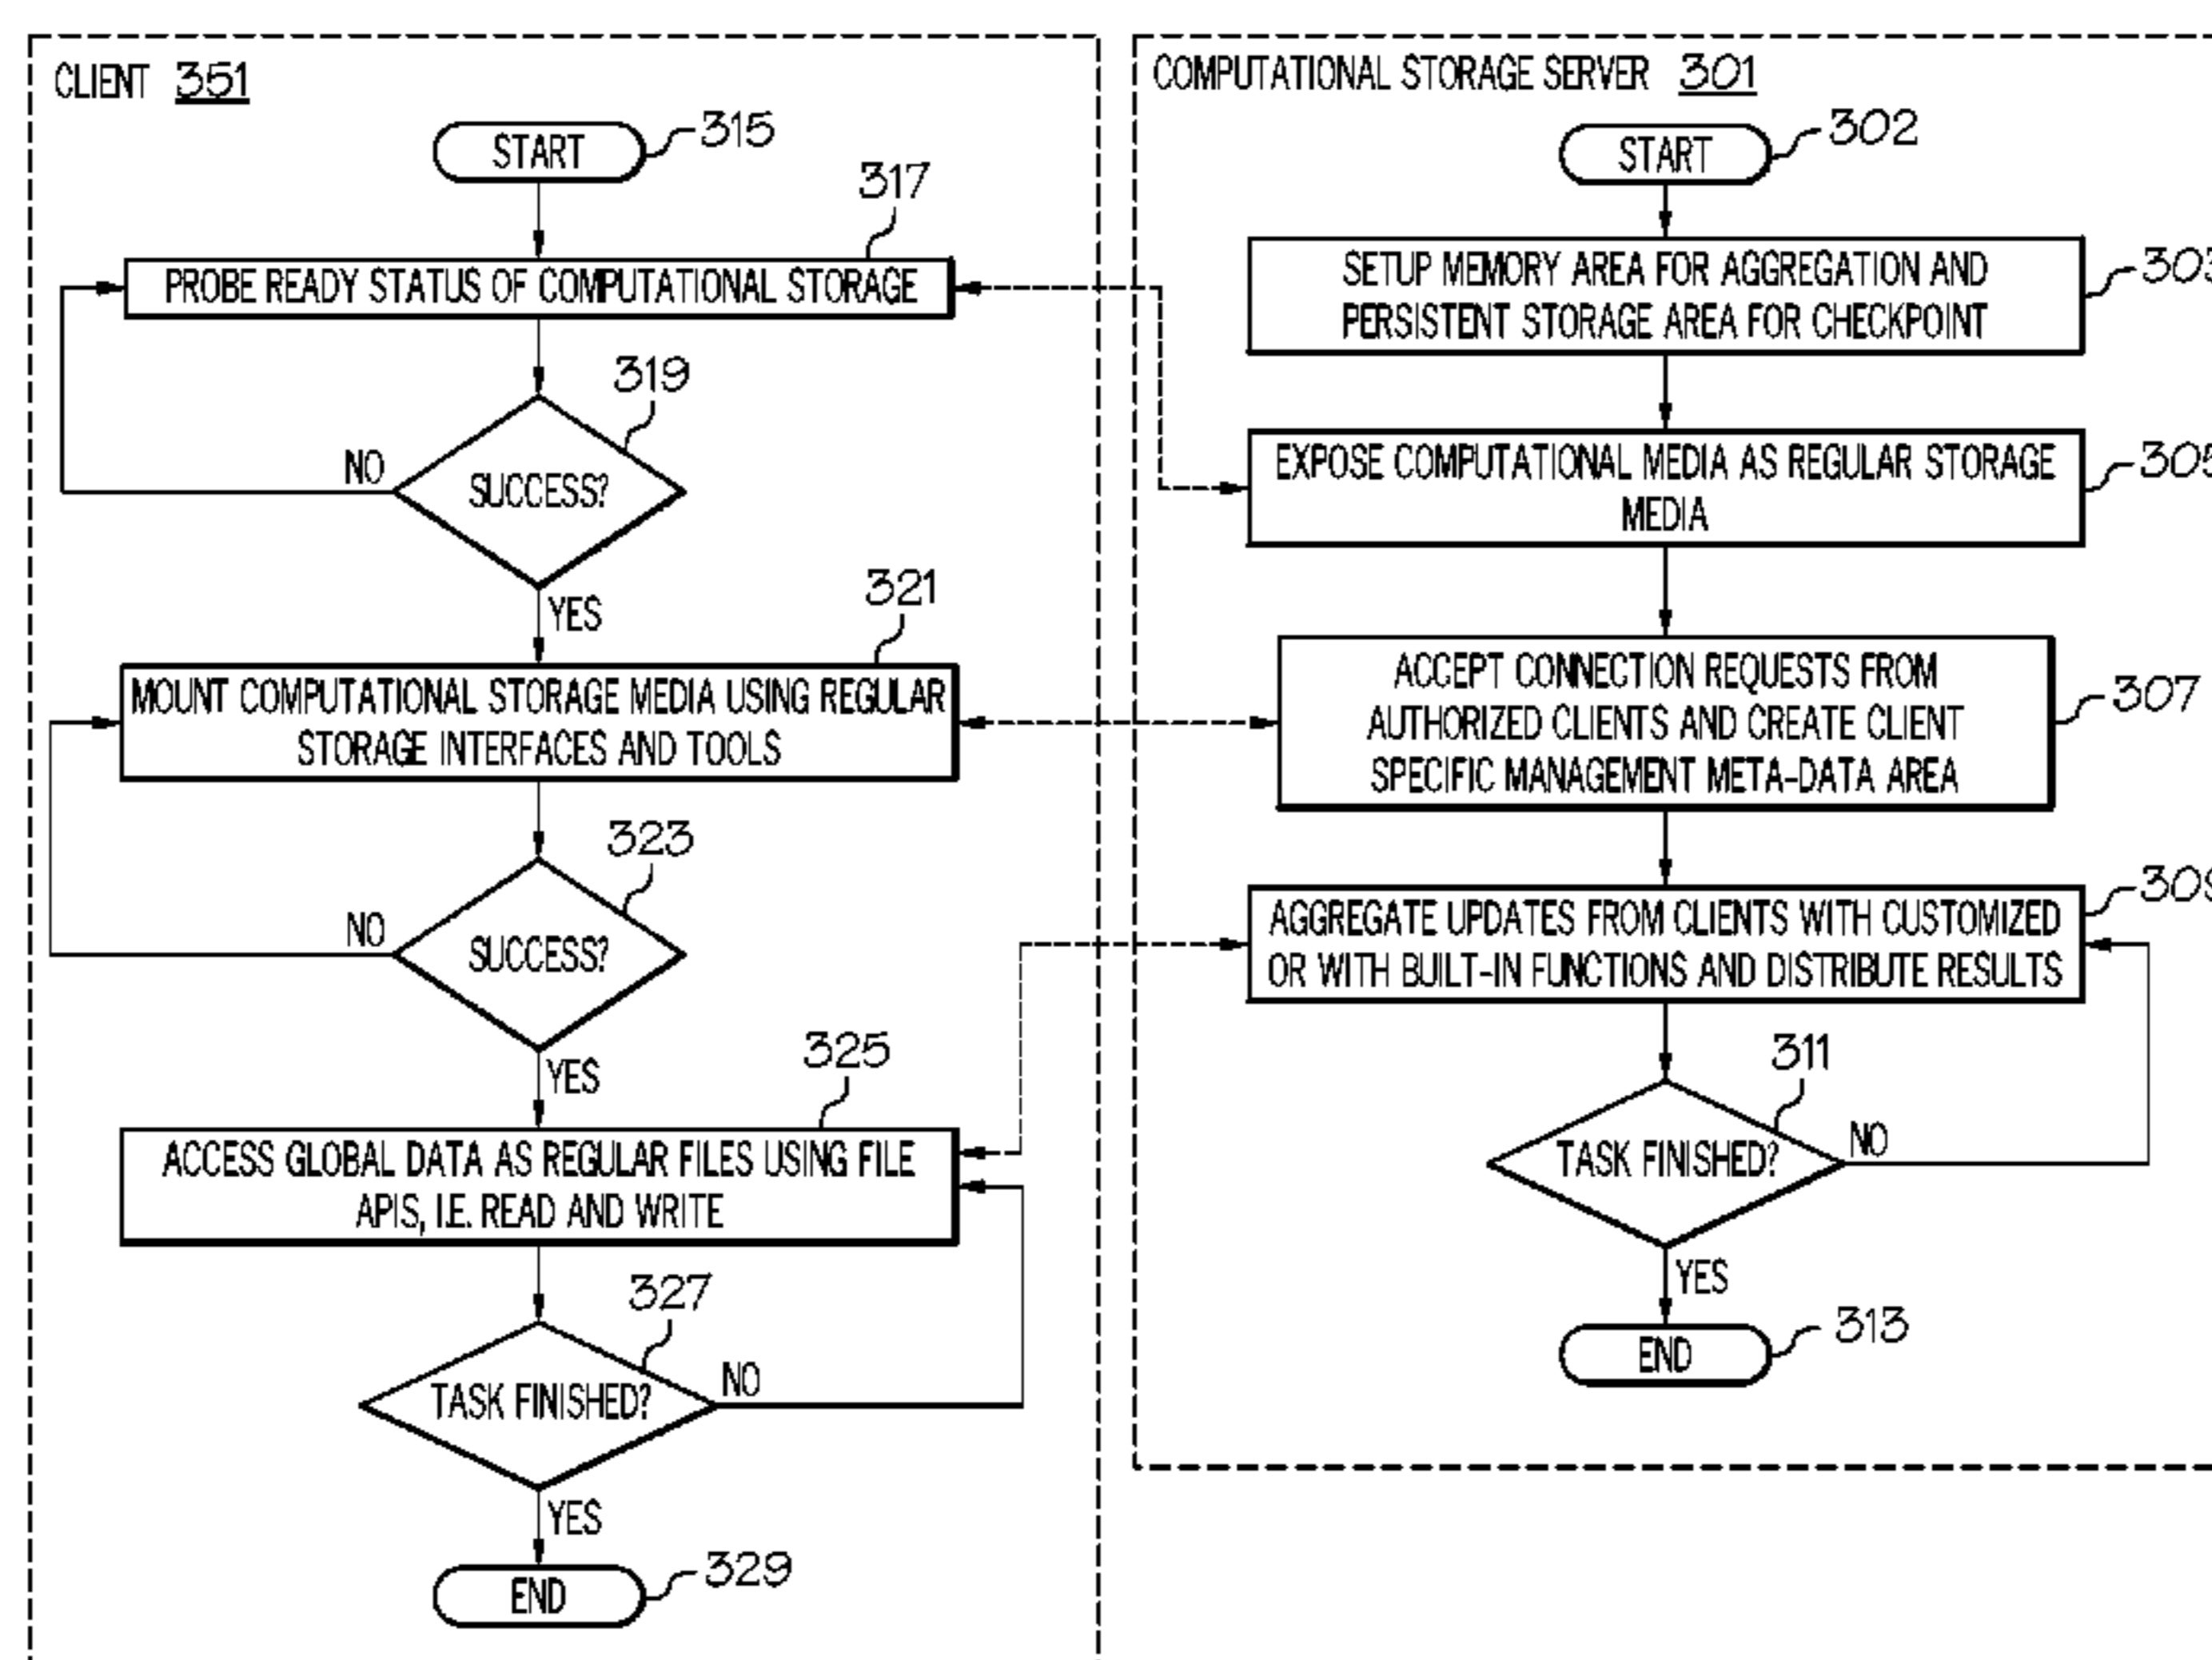 CLIENT 351
START
315
317
PROBE READY STATUS OF COMPUTATIONAL STORAGE
319
NO
SUCCESS?
YES
321
MOUNT COMPUTATIONAL STORAGE MEDIA USING REGULAR
STORAGE INTERFACES AND TOOLS
323
NO
SUCCESS?
YES
325
ACCESS GLOBAL DATA AS REGULAR FILES USING FILE
APIS, I.E. READ AND WRITE
327
TASK FINISHED?
NO
YES
END
329
COMPUTATIONAL STORAGE SERVER 301
START
302
SETUP MEMORY AREA FOR AGGREGATION AND
PERSISTENT STORAGE AREA FOR CHECKPOINT
303
EXPOSE COMPUTATIONAL MEDIA AS REGULAR STORAGE
MEDIA
305
ACCEPT CONNECTION REQUESTS FROM
AUTHORIZED CLIENTS AND CREATE CLIENT
SPECIFIC MANAGEMENT META-DATA AREA
307
AGGREGATE UPDATES FROM CLIENTS WITH CUSTOMIZED
OR WITH BUILT-IN FUNCTIONS AND DISTRIBUTE RESULTS
309
311
TASK FINISHED?
NO
YES
END
313